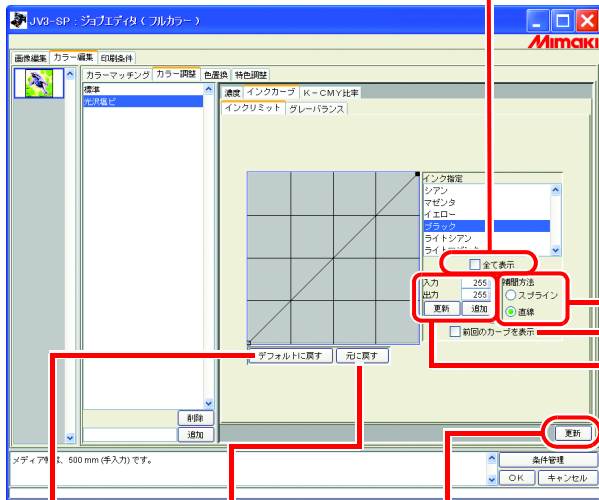 JV3-SP : ジョブエディタ ( フルカラー )
Mimaki
画像編集 カラー編集 印刷条件
カラーマッチング カラー調整 色置換 特色調整
標準
光沢塩ビ
濃度 インクカーブ K-CMY比率
インクリミット グレーバランス
インク指定
シアン
マゼンタ
イエロー
ブラック
ライトシアン
全て表示
入力 255
出力 255
更新 追加
補間方法
スプライン
直線
前回のカーブを表示
デフォルトに戻す 元に戻す
削除
追加
更新
は、500 mm (手入力) です。
条件管理
OK キャンセル